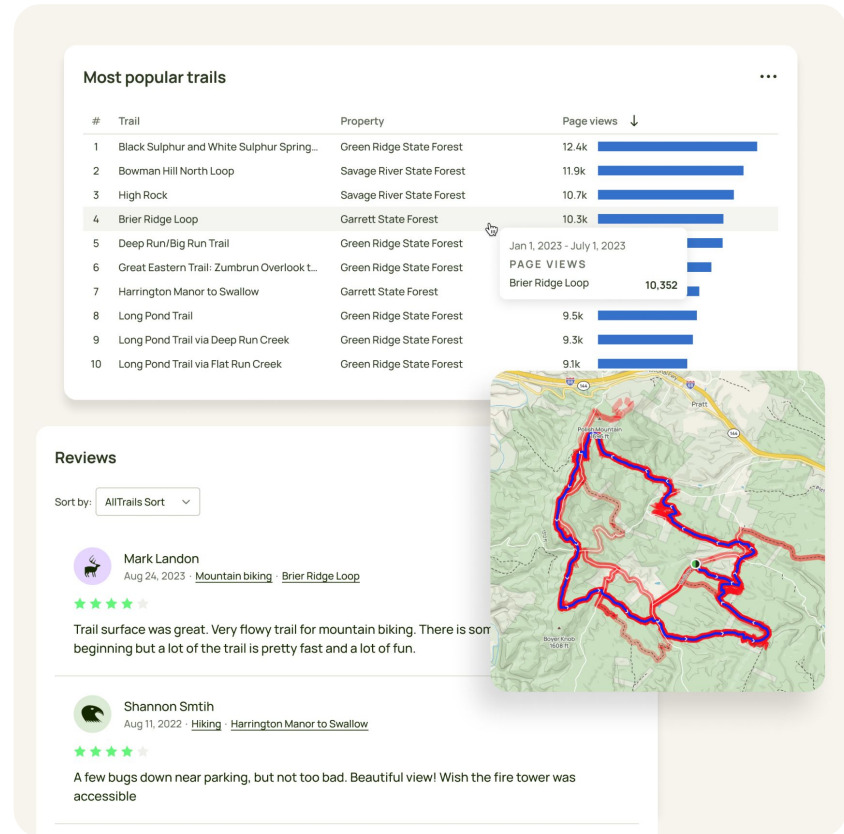 Most popular trails
# Trail Property Page views ↓
1 Black Sulphur and White Sulphur Spring... Green Ridge State Forest 12.4k
2 Bowman Hill North Loop Savage River State Forest 11.9k
3 High Rock Savage River State Forest 10.7k
4 Brier Ridge Loop Garrett State Forest 10.3k
5 Deep Run/Big Run Trail Green Ridge State Forest
6 Great Eastern Trail: Zumbrun Overlook t... Green Ridge State Forest
7 Harrington Manor to Swallow Garrett State Forest
8 Long Pond Trail Green Ridge State Forest 9.5k
9 Long Pond Trail via Deep Run Creek Green Ridge State Forest 9.3k
10 Long Pond Trail via Flat Run Creek Green Ridge State Forest 9.1k
Jan 1, 2023 - July 1, 2023
PAGE VIEWS
Brier Ridge Loop 10,352
144
Pratt
144
Polish Mountain
Boyer Knob
1608 ft
Reviews
Sort by: AllTrails Sort
Mark Landon
Aug 24, 2023 · Mountain biking · Brier Ridge Loop
Trail surface was great. Very flowy trail for mountain biking. There is som
beginning but a lot of the trail is pretty fast and a lot of fun.
Shannon Smtih
Aug 11, 2022 · Hiking · Harrington Manor to Swallow
A few bugs down near parking, but not too bad. Beautiful view! Wish the fire tower was
accessible